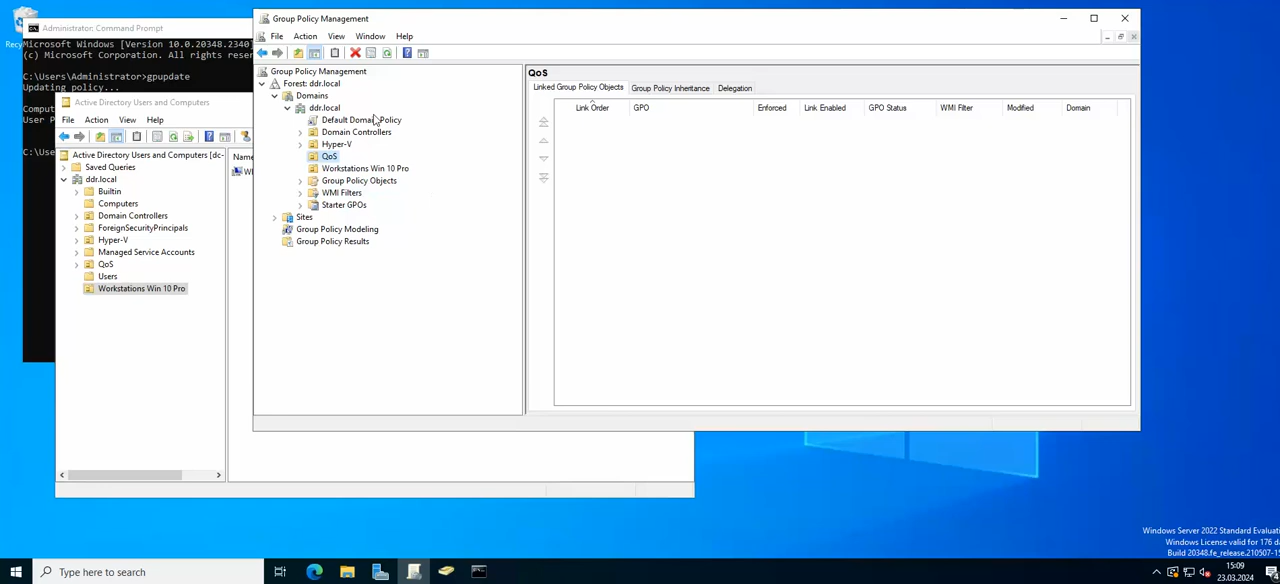 Administrator: Command Prompt
Microsoft Windows [Version 10.0.20348.2340]
(c) Microsoft Corporation. All rights
C:\Users\Administrator>gpupdate
Updating policy...
Active Directory Users and Computers
File Action View Help
Active Directory Users and Computers [dc-
Saved Queries
ddr.local
Builtin
Computers
Domain Controllers
ForeignSecurityPrincipals
Hyper-V
Managed Service Accounts
QoS
Users
Workstations Win 10 Pro
Group Policy Management
File Action View Window Help
Group Policy Management
Forest: ddr.local
Domains
ddr.local
Default Domain Policy
Domain Controllers
Hyper-V
QoS
Workstations Win 10 Pro
Group Policy Objects
WMI Filters
Starter GPOs
Sites
Group Policy Modeling
Group Policy Results
QoS
Linked Group Policy Objects Group Policy Inheritance Delegation
Link Order GPO Enforced Link Enabled GPO Status WMI Filter Modified Domain
Windows Server 2022 Standard Evaluati
Windows License valid for 176 da
Build 20348.fe_release.210507-15
Type here to search
15:09
23.03.2024